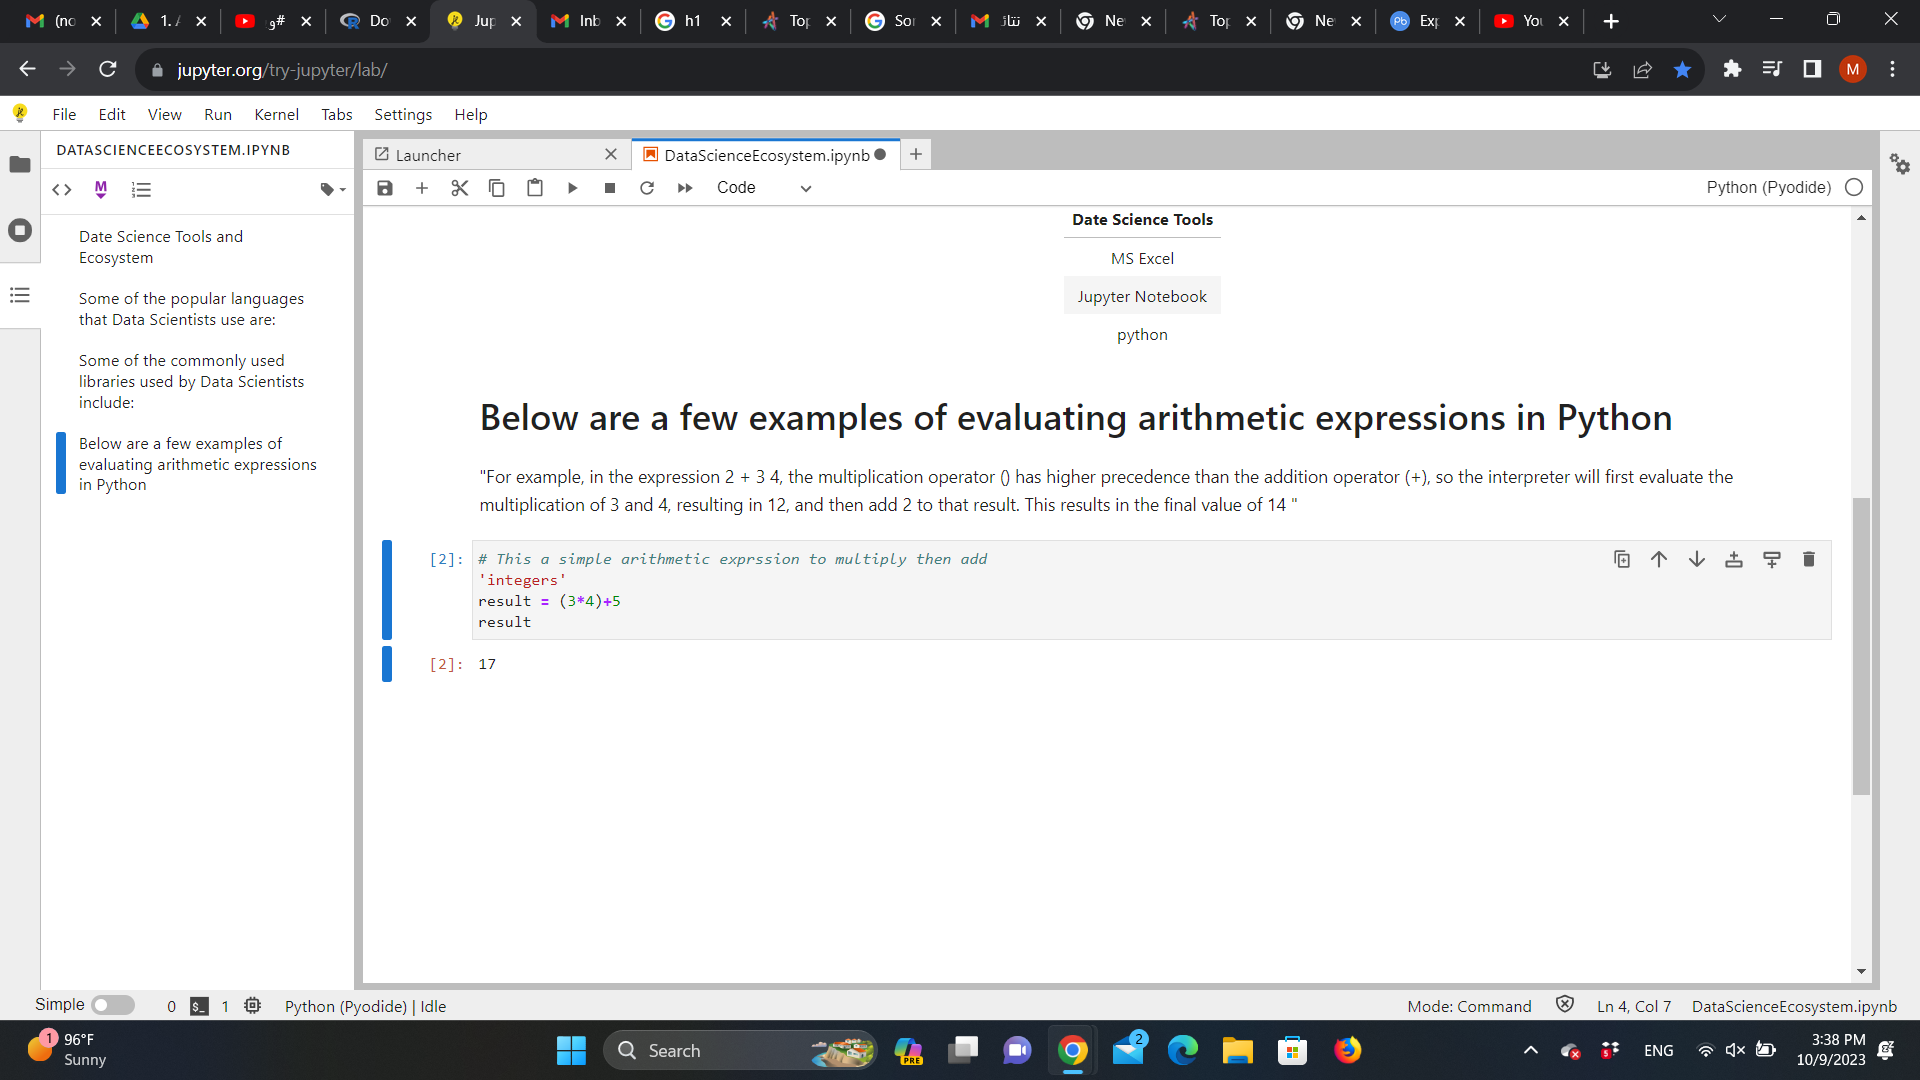 (no
1. A
و#
Do
Jup
Inb
h1
Top
Sor
نتائ
Ne
Top
Ne
Exp
You
jupyter.org/try-jupyter/lab/
M
File Edit View Run Kernel Tabs Settings Help
DATASCIENCEECOSYSTEM.IPYNB
Launcher
DataScienceEcosystem.ipynb
M
Code
Python (Pyodide)
Date Science Tools and
Ecosystem
Some of the popular languages
that Data Scientists use are:
Some of the commonly used
libraries used by Data Scientists
include:
Below are a few examples of
evaluating arithmetic expressions
in Python
Date Science Tools
MS Excel
Jupyter Notebook
python
Below are a few examples of evaluating arithmetic expressions in Python
"For example, in the expression 2 + 3 4, the multiplication operator () has higher precedence than the addition operator (+), so the interpreter will first evaluate the
multiplication of 3 and 4, resulting in 12, and then add 2 to that result. This results in the final value of 14 "
[2]: # This a simple arithmetic exprssion to multiply then add
'integers'
result = (3*4)+5
result
[2]: 17
Simple 0 $_ 1 Python (Pyodide) | Idle
Mode: Command Ln 4, Col 7 DataScienceEcosystem.ipynb
1
96°F
Sunny
Search
PRE
2
5
ENG
3:38 PM
10/9/2023